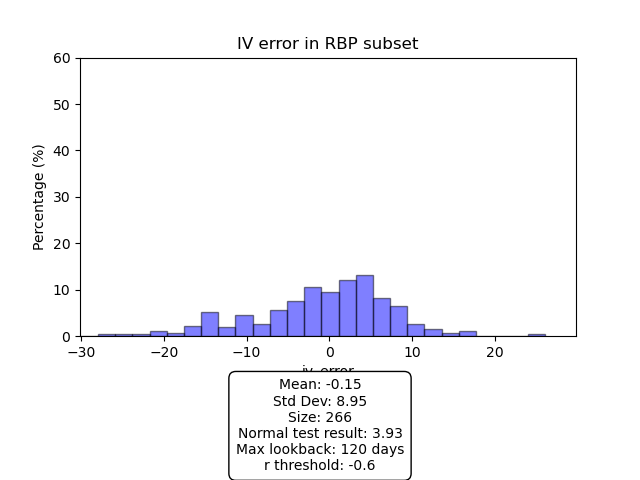 IV error in RBP subset
Percentage (%)
60
50
40
30
20
10
0
−30 −20 −10 0 10 20
iv_error
Mean: -0.15
Std Dev: 8.95
Size: 266
Normal test result: 3.93
Max lookback: 120 days
r threshold: -0.6